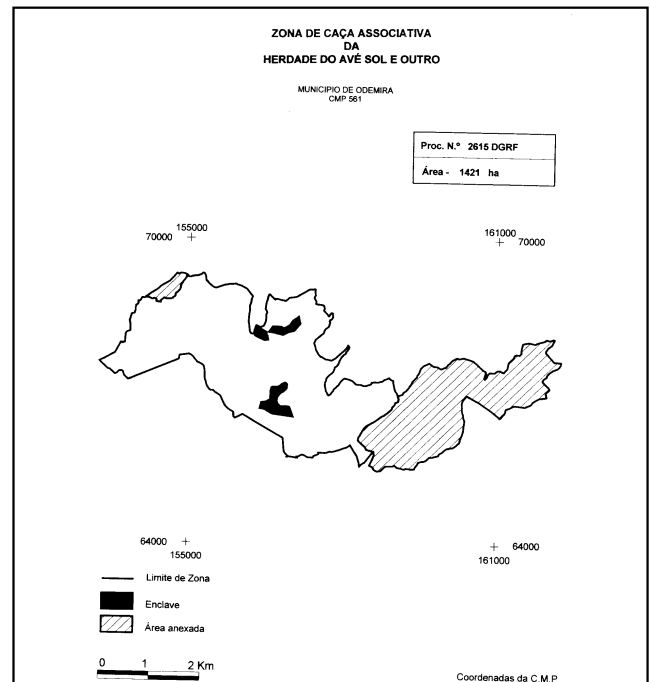 ZONA DE CAÇA ASSOCIATIVA
DA
HERDADE DO AVÉ SOL E OUTRO
MUNICIPIO DE ODEMIRA
CMP 561
Proc. N.º 2615 DGRF
Área - 1421 ha
155000
70000
161000
70000
64000
155000
64000
161000
Limite de Zona
Enclave
Área anexada
0 1 2 Km
Coordenadas da C.M.P